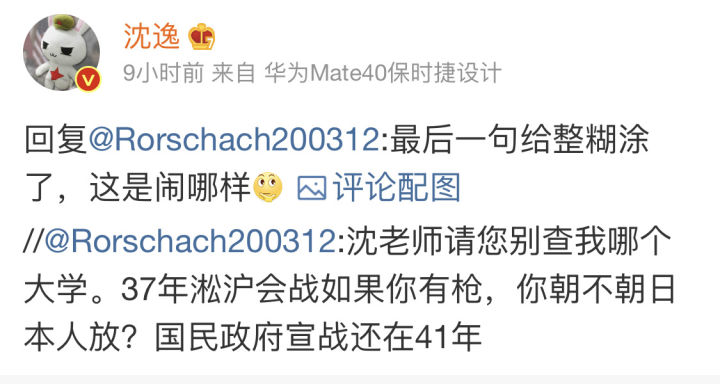 沈逸
9小时前 来自 华为Mate40保时捷设计
回复@Rorschach200312:最后一句给整糊涂
了，这是闹哪样 评论配图
//@Rorschach200312:沈老师请您别查我哪个
大学。37年淞沪会战如果你有枪，你朝不朝日
本人放？国民政府宣战还在41年